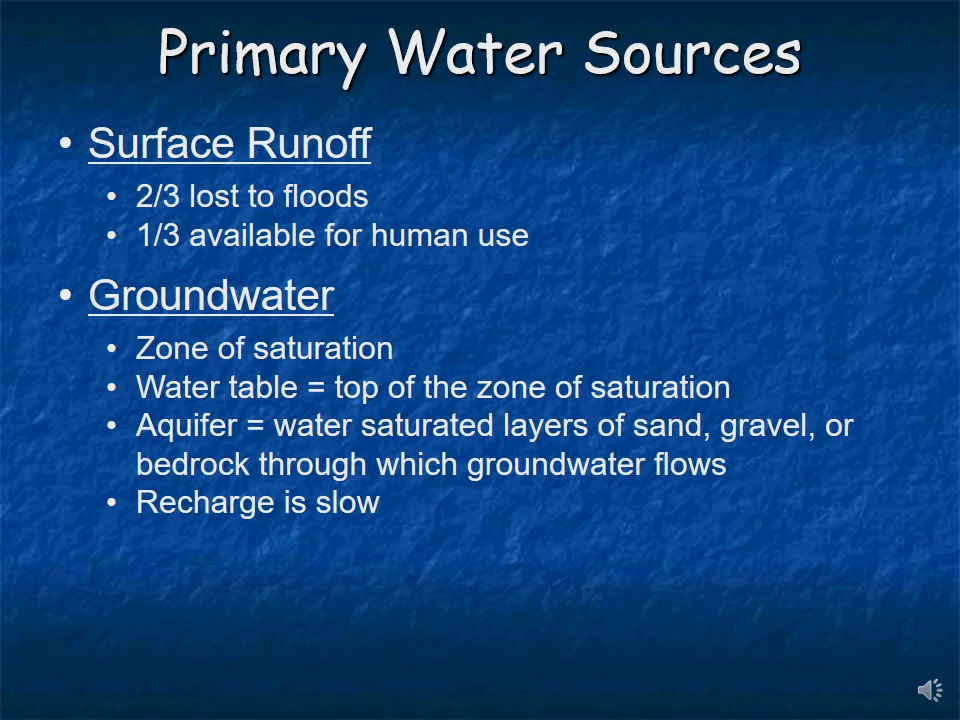 Primary Water Sources
• Surface Runoff
• 2/3 lost to floods
• 1/3 available for human use
• Groundwater
• Zone of saturation
• Water table = top of the zone of saturation
• Aquifer = water saturated layers of sand, gravel, or
bedrock through which groundwater flows
• Recharge is slow